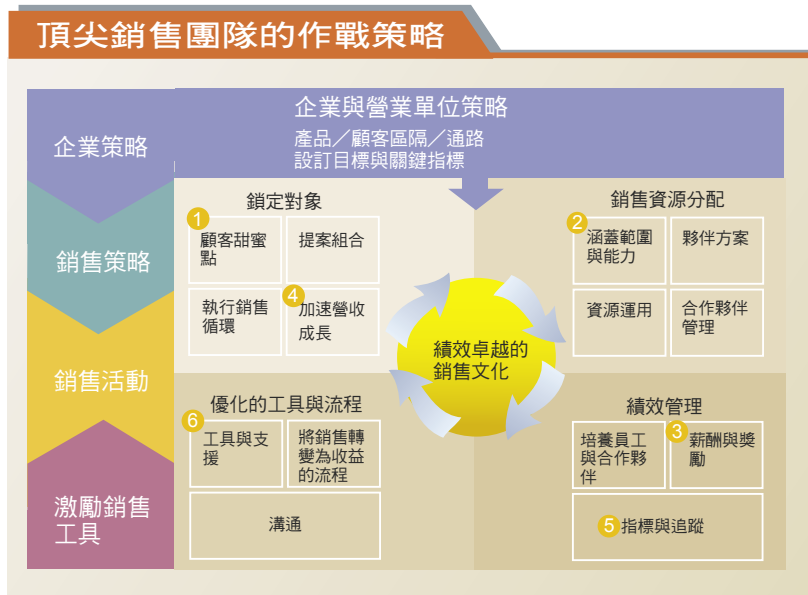 頂尖銷售團隊的作戰策略
企業策略
企業與營業單位策略
產品／顧客區隔／通路
設訂目標與關鍵指標
銷售策略
銷售活動
激勵銷售
工具
鎖定對象
1
顧客甜蜜
點
提案組合
執行銷售
循環
4
加速營收
成長
銷售資源分配
2
涵蓋範圍
與能力
夥伴方案
資源運用
合作夥伴
管理
績效卓越的
銷售文化
優化的工具與流程
6
工具與支
援
將銷售轉
變為收益
的流程
溝通
績效管理
培養員工
與合作夥
伴
3
薪酬與獎
勵
5
指標與追蹤